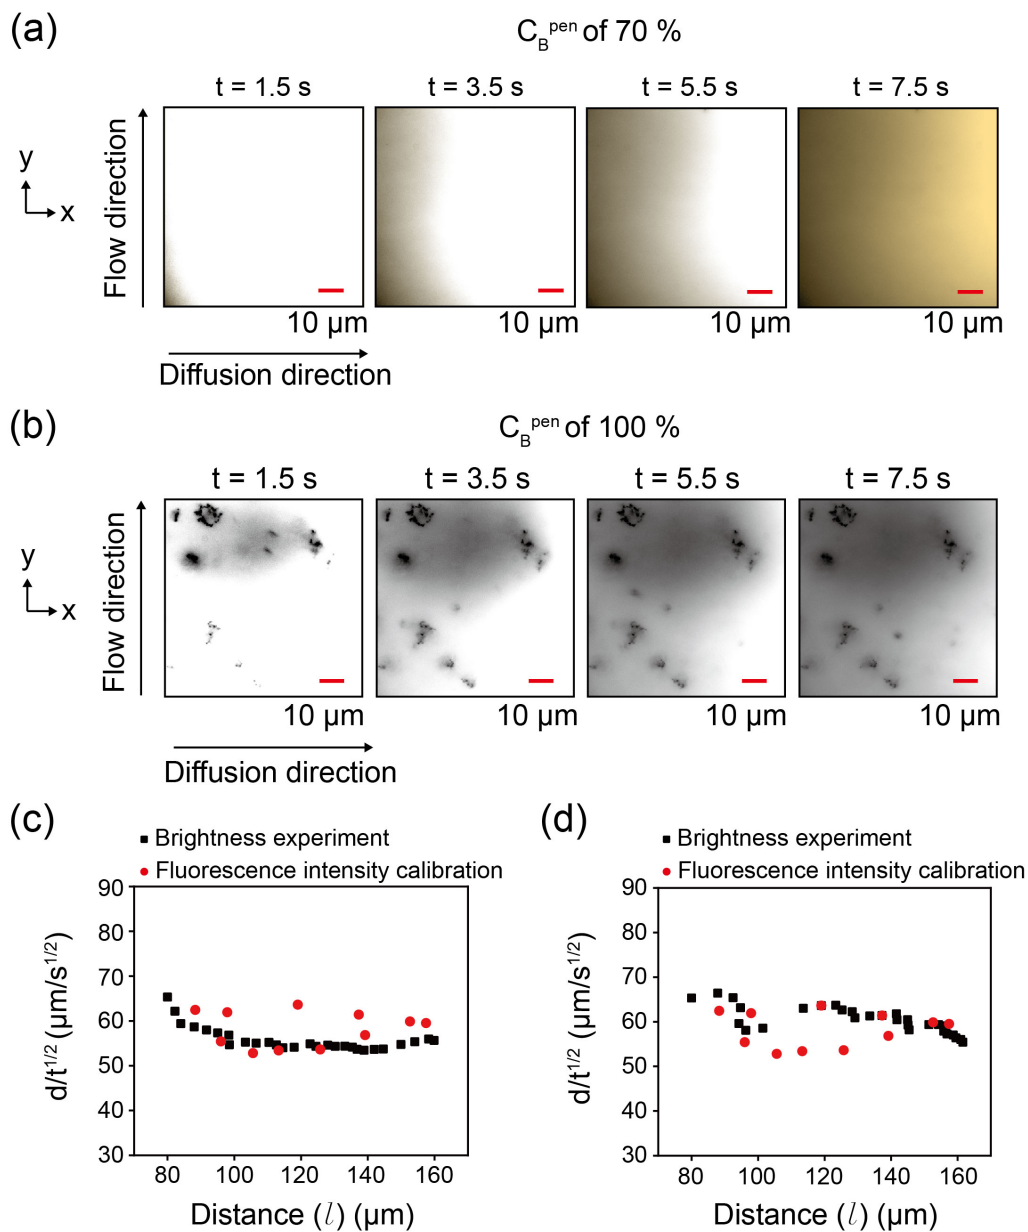 (a)
C_B^pen of 70 %
t = 1.5 s
t = 3.5 s
t = 5.5 s
t = 7.5 s
Flow direction
y
x
10 µm
10 µm
10 µm
10 µm
Diffusion direction
(b)
C_B^pen of 100 %
t = 1.5 s
t = 3.5 s
t = 5.5 s
t = 7.5 s
Flow direction
y
x
10 µm
10 µm
10 µm
10 µm
Diffusion direction
(c)
Brightness experiment
Fluorescence intensity calibration
90
80
70
60
50
40
30
d/t^1/2 (µm/s^1/2)
80 100 120 140 160
Distance (l) (µm)
(d)
Brightness experiment
Fluorescence intensity calibration
90
80
70
60
50
40
30
d/t^1/2 (µm/s^1/2)
80 100 120 140 160
Distance (l) (µm)